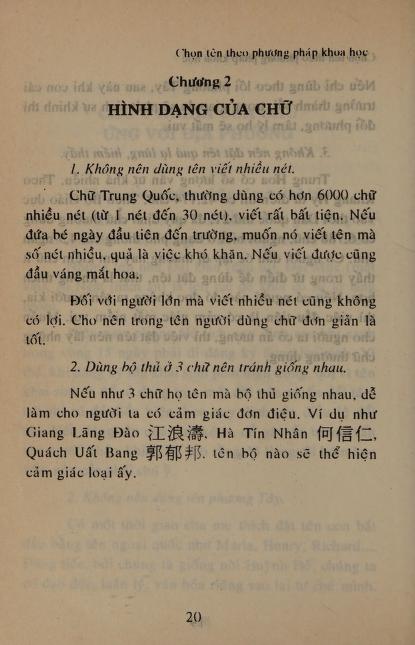 Chọn tên theo phương pháp khoa học
Chương 2
HÌNH DẠNG CỦA CHỮ
1. Không nên dùng tên viết nhiều nét.
Chữ Trung Quốc, thường dùng có hơn 6000 chữ
nhiều nét (từ 1 nét đến 30 nét), viết rất bất tiện. Nếu
đứa bé ngày đầu tiên đến trường, muốn nó viết tên mà
số nét nhiều, quả là việc khó khăn. Nếu viết được cũng
đầu váng mắt hoa.
Đối với người lớn mà viết nhiều nét cũng không
có lợi. Cho nên trong tên người dùng chữ đơn giản là
tốt.
2. Dùng bộ thủ ở 3 chữ nên tránh giống nhau.
Nếu như 3 chữ họ tên mà bộ thủ giống nhau, dễ
làm cho người ta có cảm giác đơn điệu. Ví dụ như
Giang Lãng Đào 江浪濤, Hà Tín Nhân 何信仁,
Quách Uất Bang 郭郁邦. tên bộ nào sẽ thể hiện
cảm giác loại ấy.
20